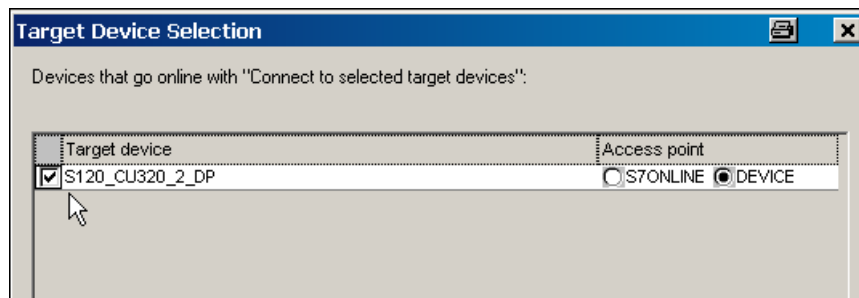 Target Device Selection
Devices that go online with "Connect to selected target devices":
Target device Access point
S120_CU320_2_DP S7ONLINE DEVICE